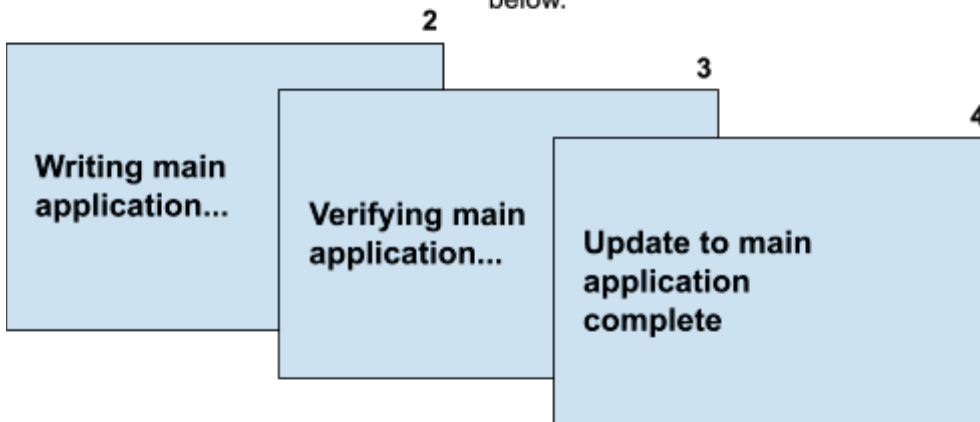 below.
2
Writing main
application...
3
Verifying main
application...
4
Update to main
application
complete